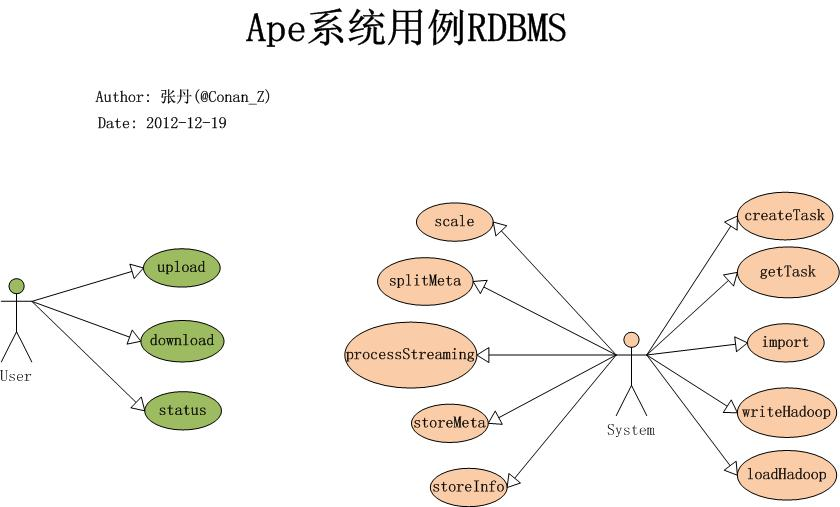 Ape系统用例RDBMS
Author: 张丹(@Conan_Z)
Date: 2012-12-19
upload
download
status
User
scale
splitMeta
processStreaming
storeMeta
storeInfo
System
createTask
getTask
import
writeHadoop
loadHadoop